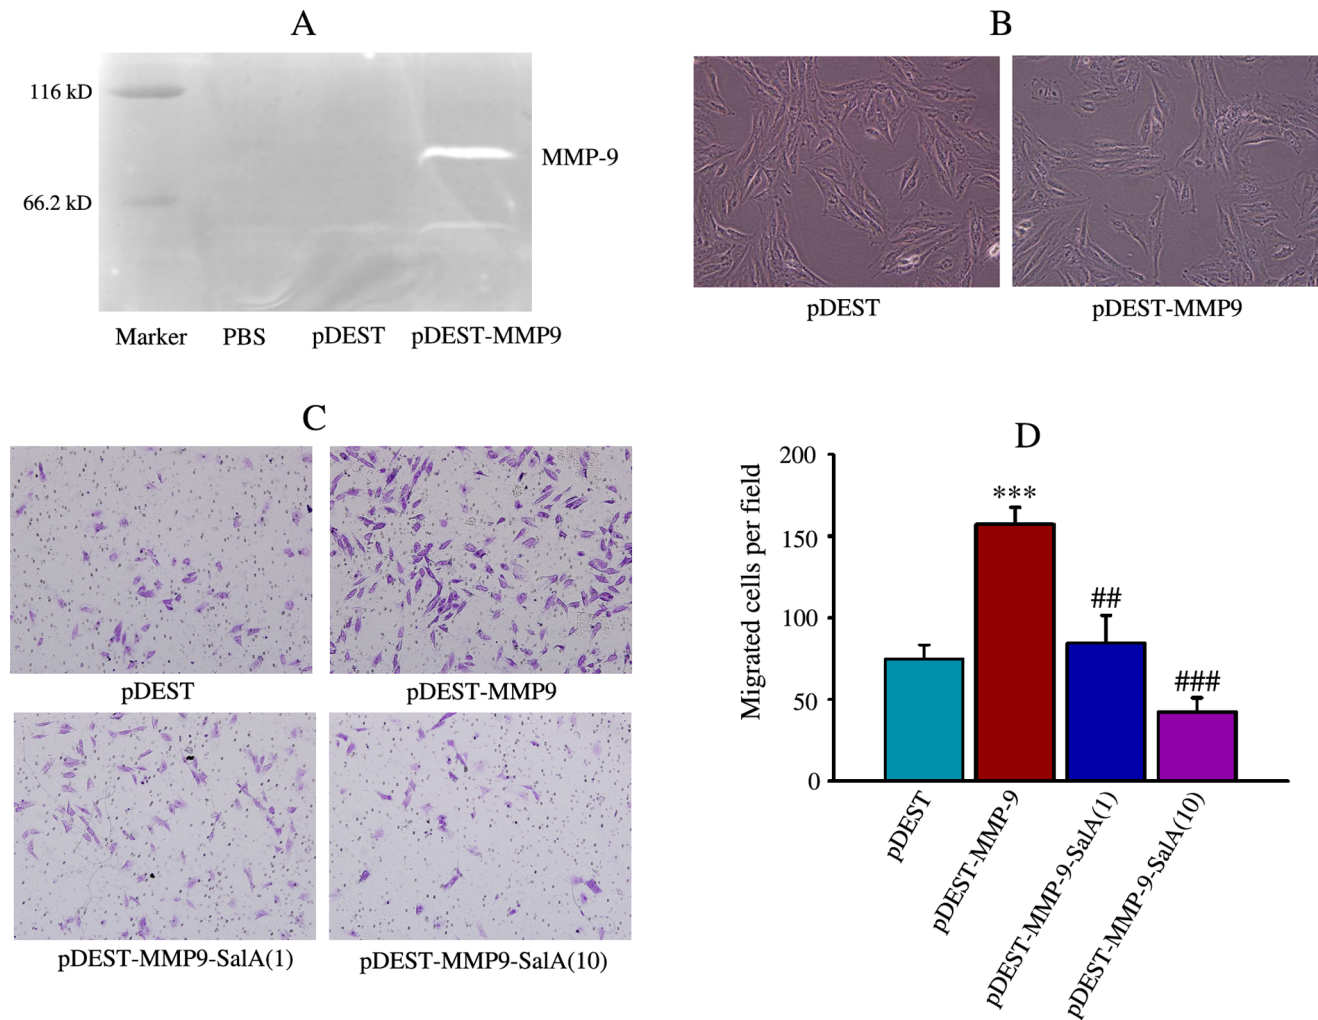 A
116 kD
MMP-9
66.2 kD
Marker PBS pDEST pDEST-MMP9
B
pDEST pDEST-MMP9
C
pDEST pDEST-MMP9
pDEST-MMP9-SalA(1) pDEST-MMP9-SalA(10)
D
Migrated cells per field
200
150
100
50
0
***
##
###
pDEST
pDEST-MMP-9
pDEST-MMP-9-SalA(1)
pDEST-MMP-9-SalA(10)